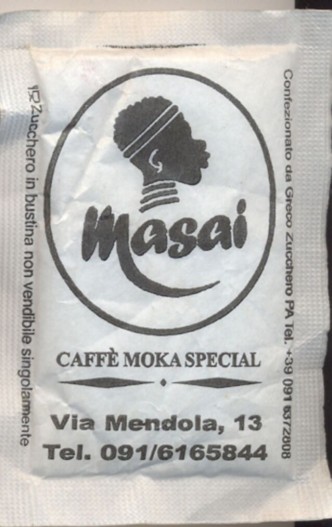 Masai
CAFFÈ MOKA SPECIAL
Via Mendola, 13
Tel. 091/6165844
Zucchero in bustina non vendibile singolarmente
Confezionato da Greco Zucchero PA Tel. +39 091 6372808